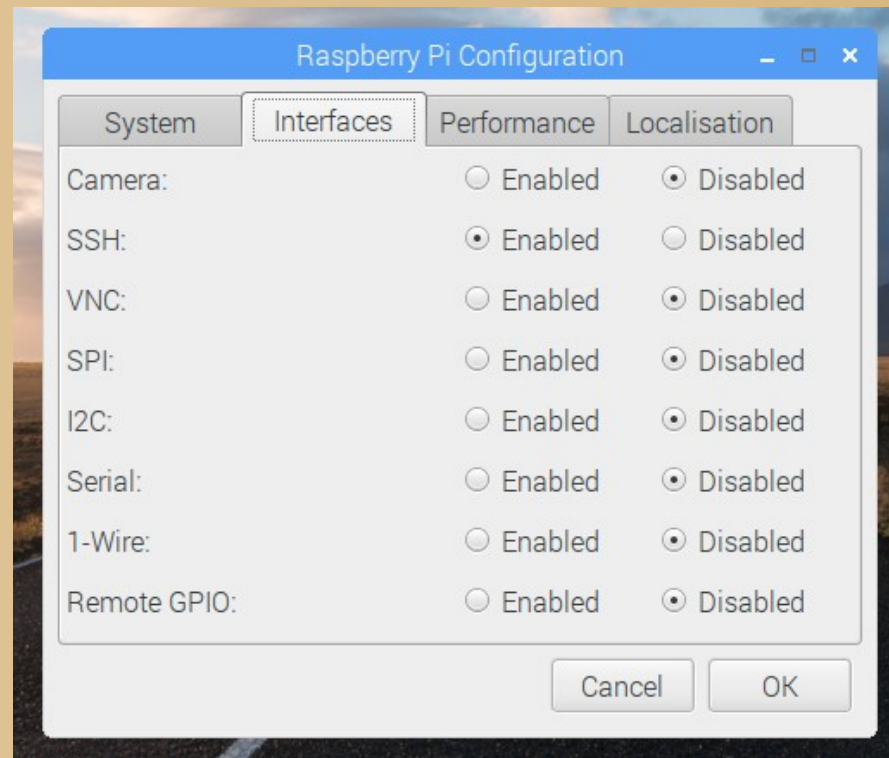 Raspberry Pi Configuration
System Interfaces Performance Localisation
Camera: Enabled Disabled
SSH: Enabled Disabled
VNC: Enabled Disabled
SPI: Enabled Disabled
I2C: Enabled Disabled
Serial: Enabled Disabled
1-Wire: Enabled Disabled
Remote GPIO: Enabled Disabled
Cancel OK